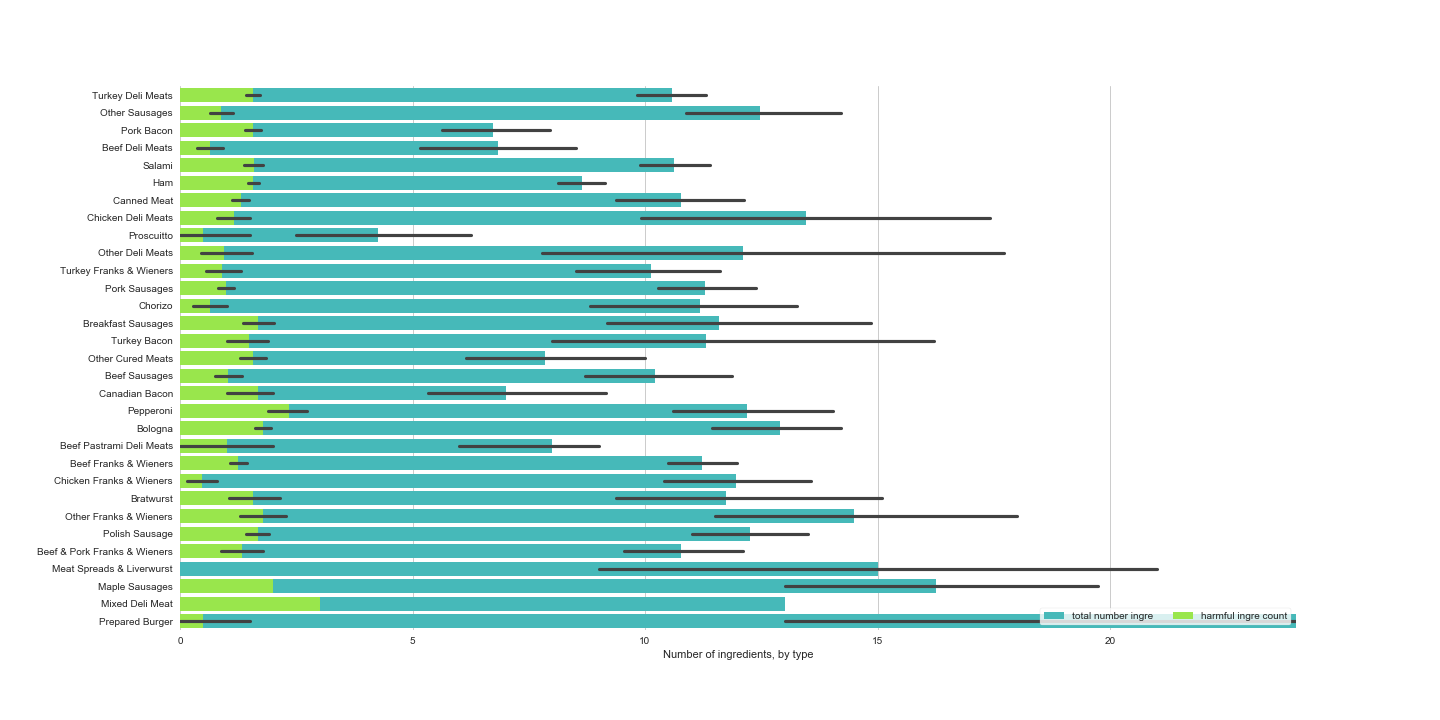 Turkey Deli Meats
Other Sausages
Pork Bacon
Beef Deli Meats
Salami
Ham
Canned Meat
Chicken Deli Meats
Proscuitto
Other Deli Meats
Turkey Franks & Wieners
Pork Sausages
Chorizo
Breakfast Sausages
Turkey Bacon
Other Cured Meats
Beef Sausages
Canadian Bacon
Pepperoni
Bologna
Beef Pastrami Deli Meats
Beef Franks & Wieners
Chicken Franks & Wieners
Bratwurst
Other Franks & Wieners
Polish Sausage
Beef & Pork Franks & Wieners
Meat Spreads & Liverwurst
Maple Sausages
Mixed Deli Meat
Prepared Burger
total number ingre harmful ingre count
0 5 10 15 20
Number of ingredients, by type